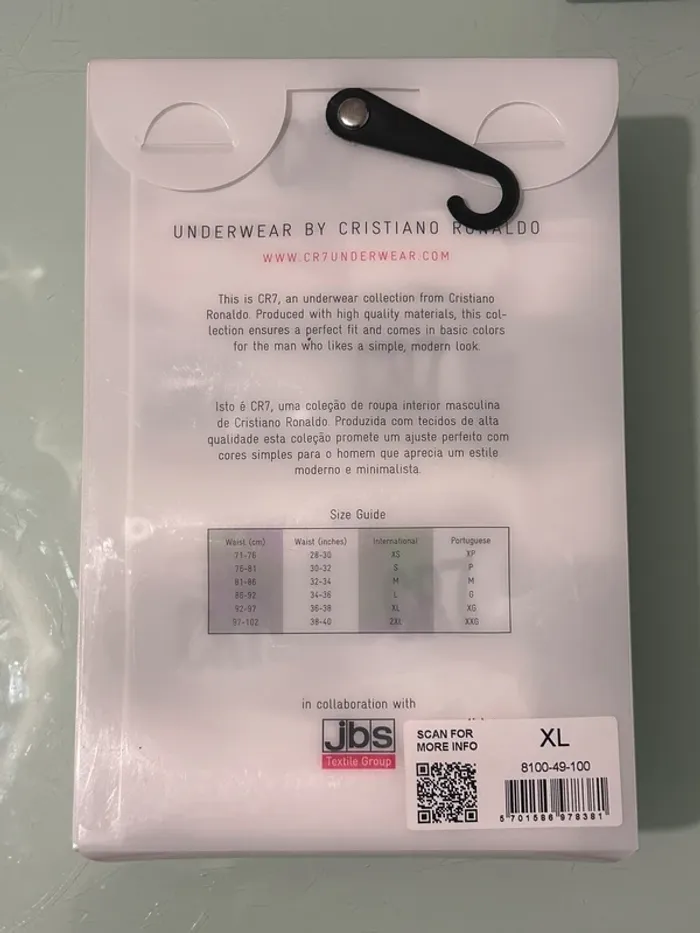 UNDERWEAR BY CRISTIANO RONALDO
WWW.CR7UNDERWEAR.COM
This is CR7, an underwear collection from Cristiano
Ronaldo. Produced with high quality materials, this col-
lection ensures a perfect fit and comes in basic colors
for the man who likes a simple, modern look.
Isto é CR7, uma coleção de roupa interior masculina
de Cristiano Ronaldo. Produzida com tecidos de alta
qualidade esta coleção promete um ajuste perfeito com
cores simples para o homem que aprecia um estile
moderno e minimalista.
Size Guide
Waist (cm) Waist (inches) International Portuguese
71-76 28-30 XS XP
76-81 30-32 S P
81-86 32-34 M M
86-92 34-36 L G
92-97 36-38 XL XG
97-102 38-40 2XL XXG
in collaboration with
jbs
Textile Group
SCAN FOR
MORE INFO
XL
8100-49-100
5 701586 978381